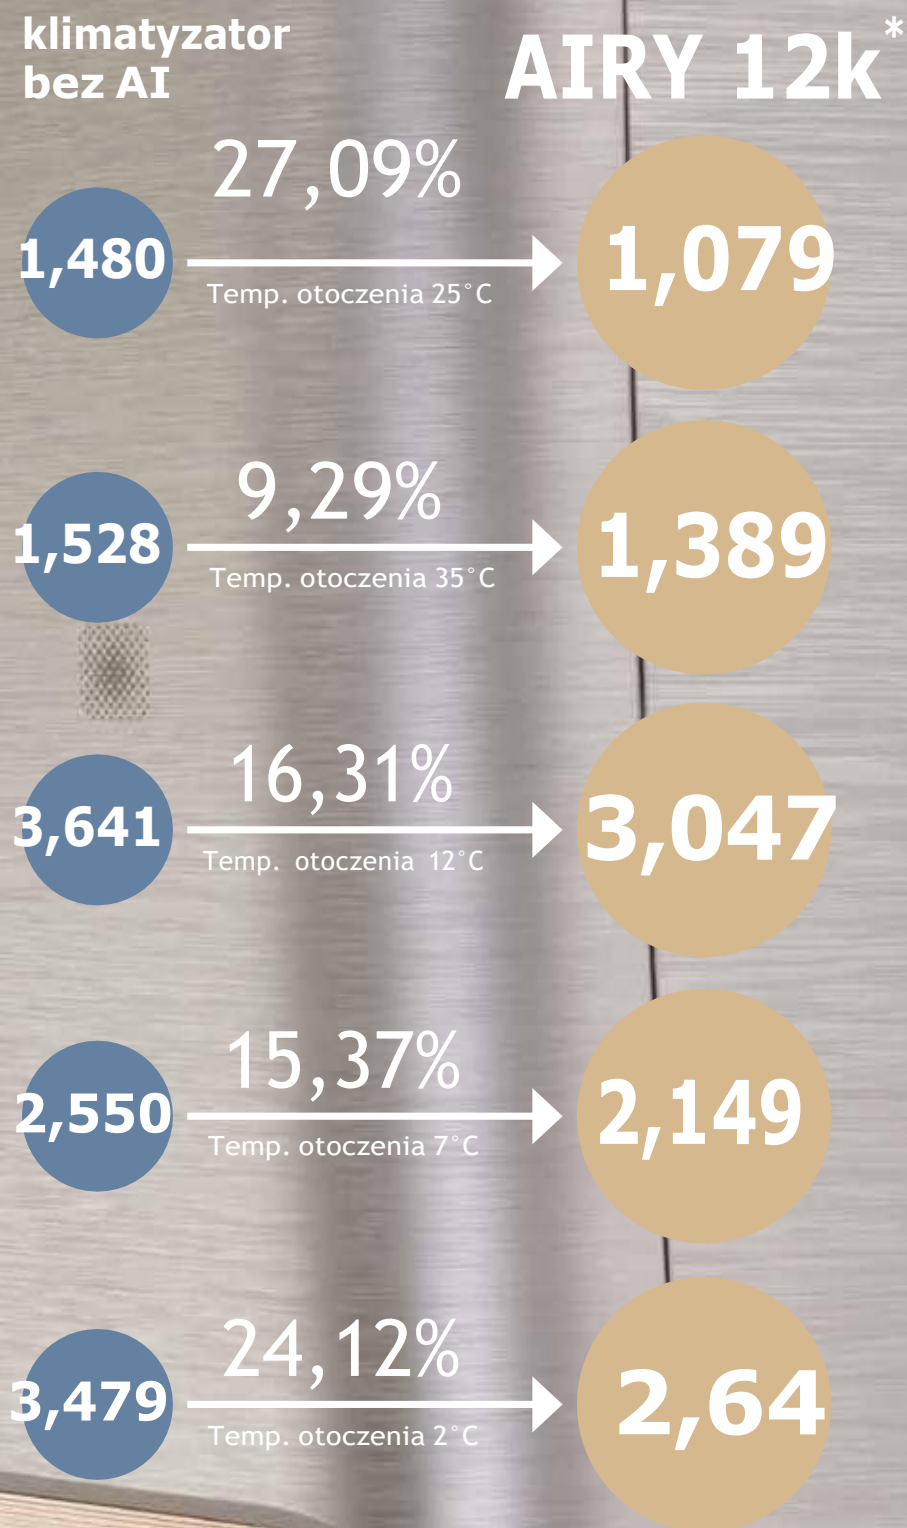 klimatyzator
bez AI
AIRY 12k*
27,09%
1,480
1,079
Temp. otoczenia 25°C
9,29%
1,528
1,389
Temp. otoczenia 35°C
16,31%
3,641
3,047
Temp. otoczenia 12°C
15,37%
2,550
2,149
Temp. otoczenia 7°C
24,12%
3,479
2,64
Temp. otoczenia 2°C